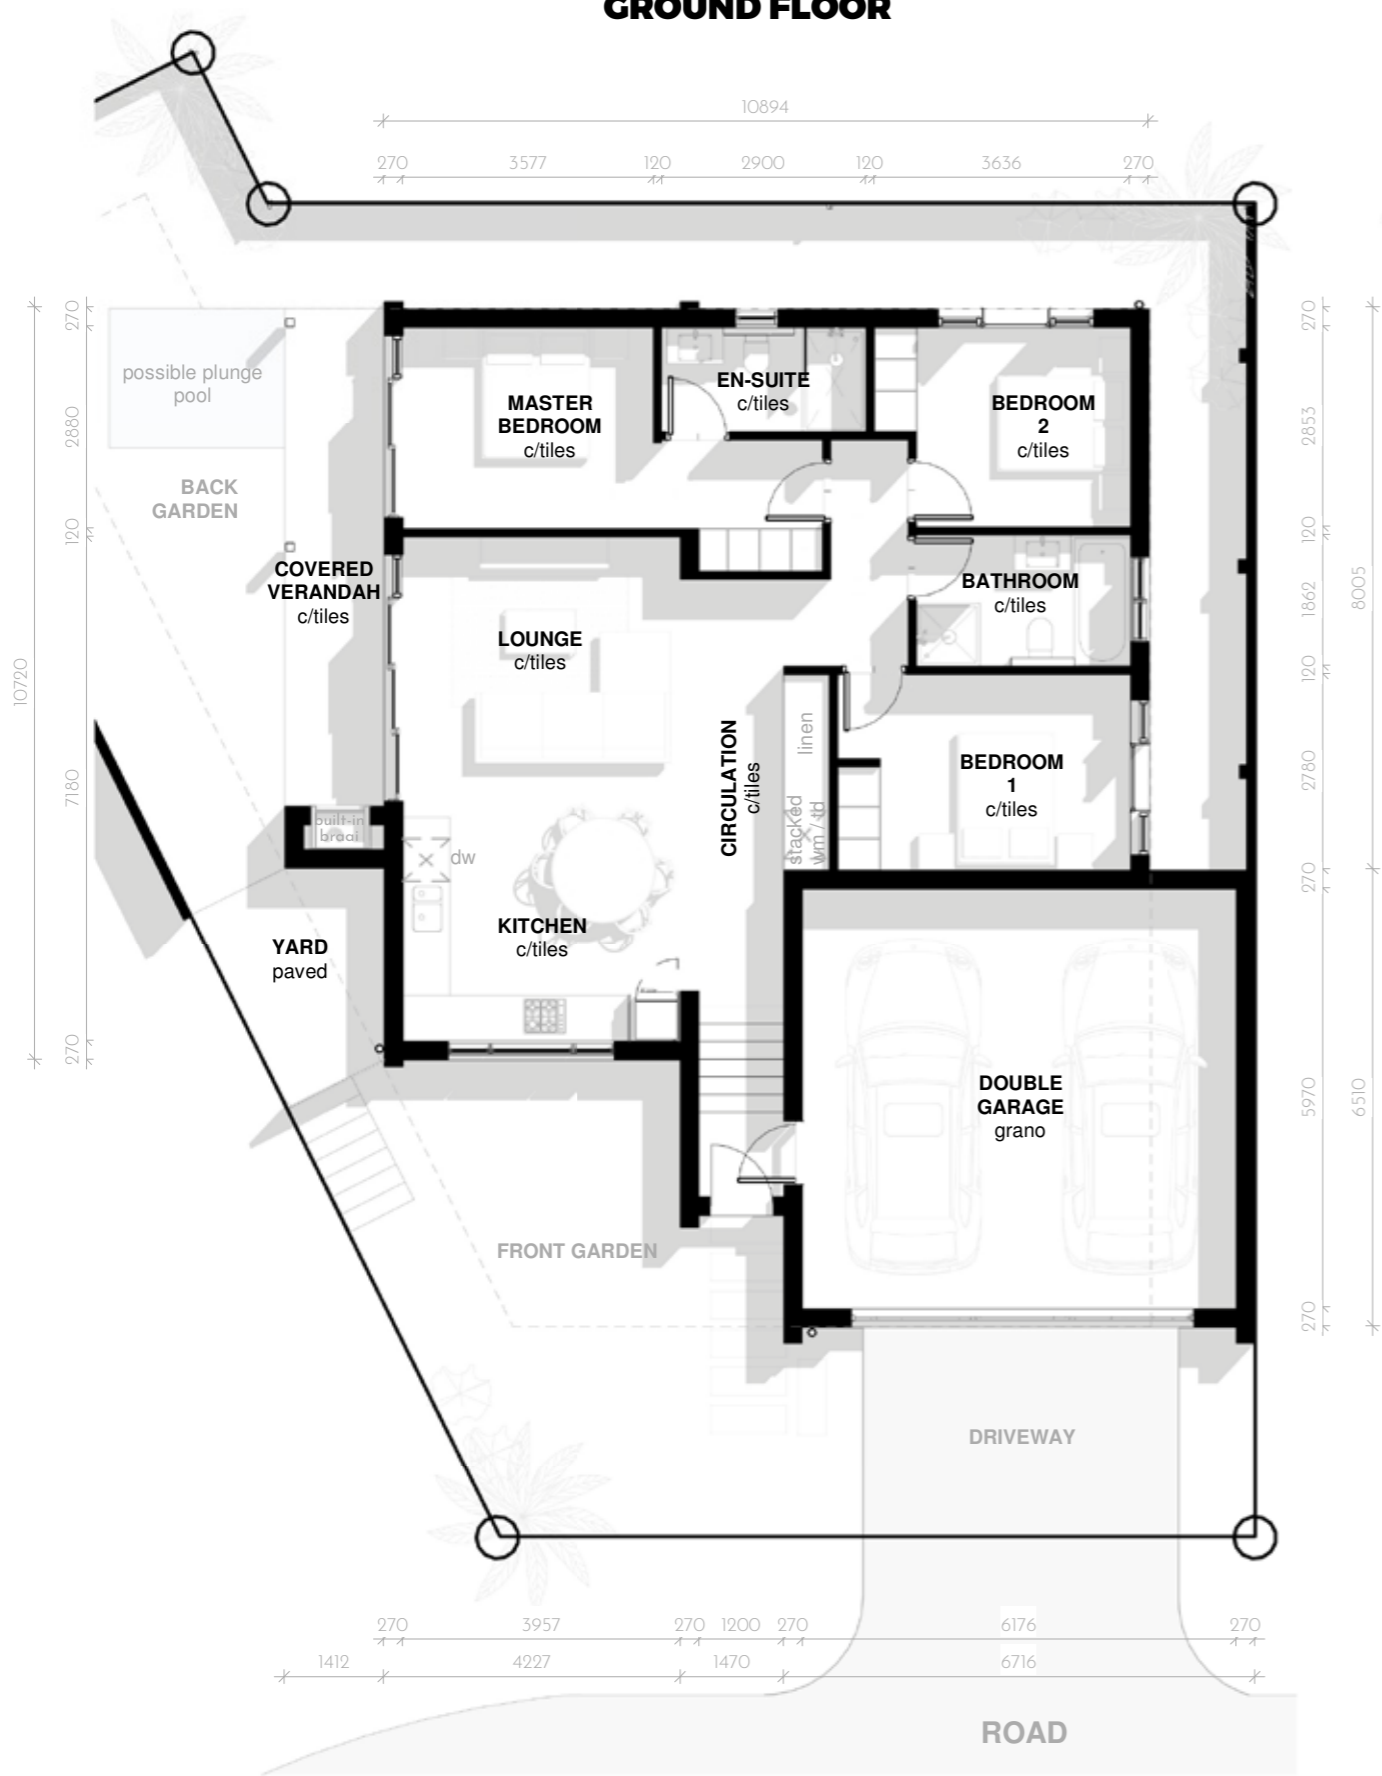 GROUND FLOOR
10894
270 3577 120 2900 120 3636 270
270
2880
120
7180
270
10720
270
2853
120
1862
120
2780
270
5970
270
8005
6510
possible plunge
pool
BACK
GARDEN
COVERED
VERANDAH
c/tiles
MASTER
BEDROOM
c/tiles
EN-SUITE
c/tiles
BEDROOM
2
c/tiles
BATHROOM
c/tiles
LOUNGE
c/tiles
CIRCULATION
c/tiles
linen
stacked
wm / td
BEDROOM
1
c/tiles
built-in
braai
dw
KITCHEN
c/tiles
YARD
paved
DOUBLE
GARAGE
grano
FRONT GARDEN
DRIVEWAY
270 3957 270 1200 270 6176 270
1412 4227 1470 6716
ROAD